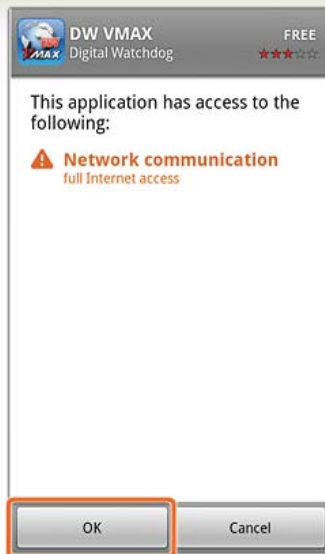 DW VMAX
FREE
Digital Watchdog
This application has access to the
following:
Network communication
full Internet access
OK
Cancel